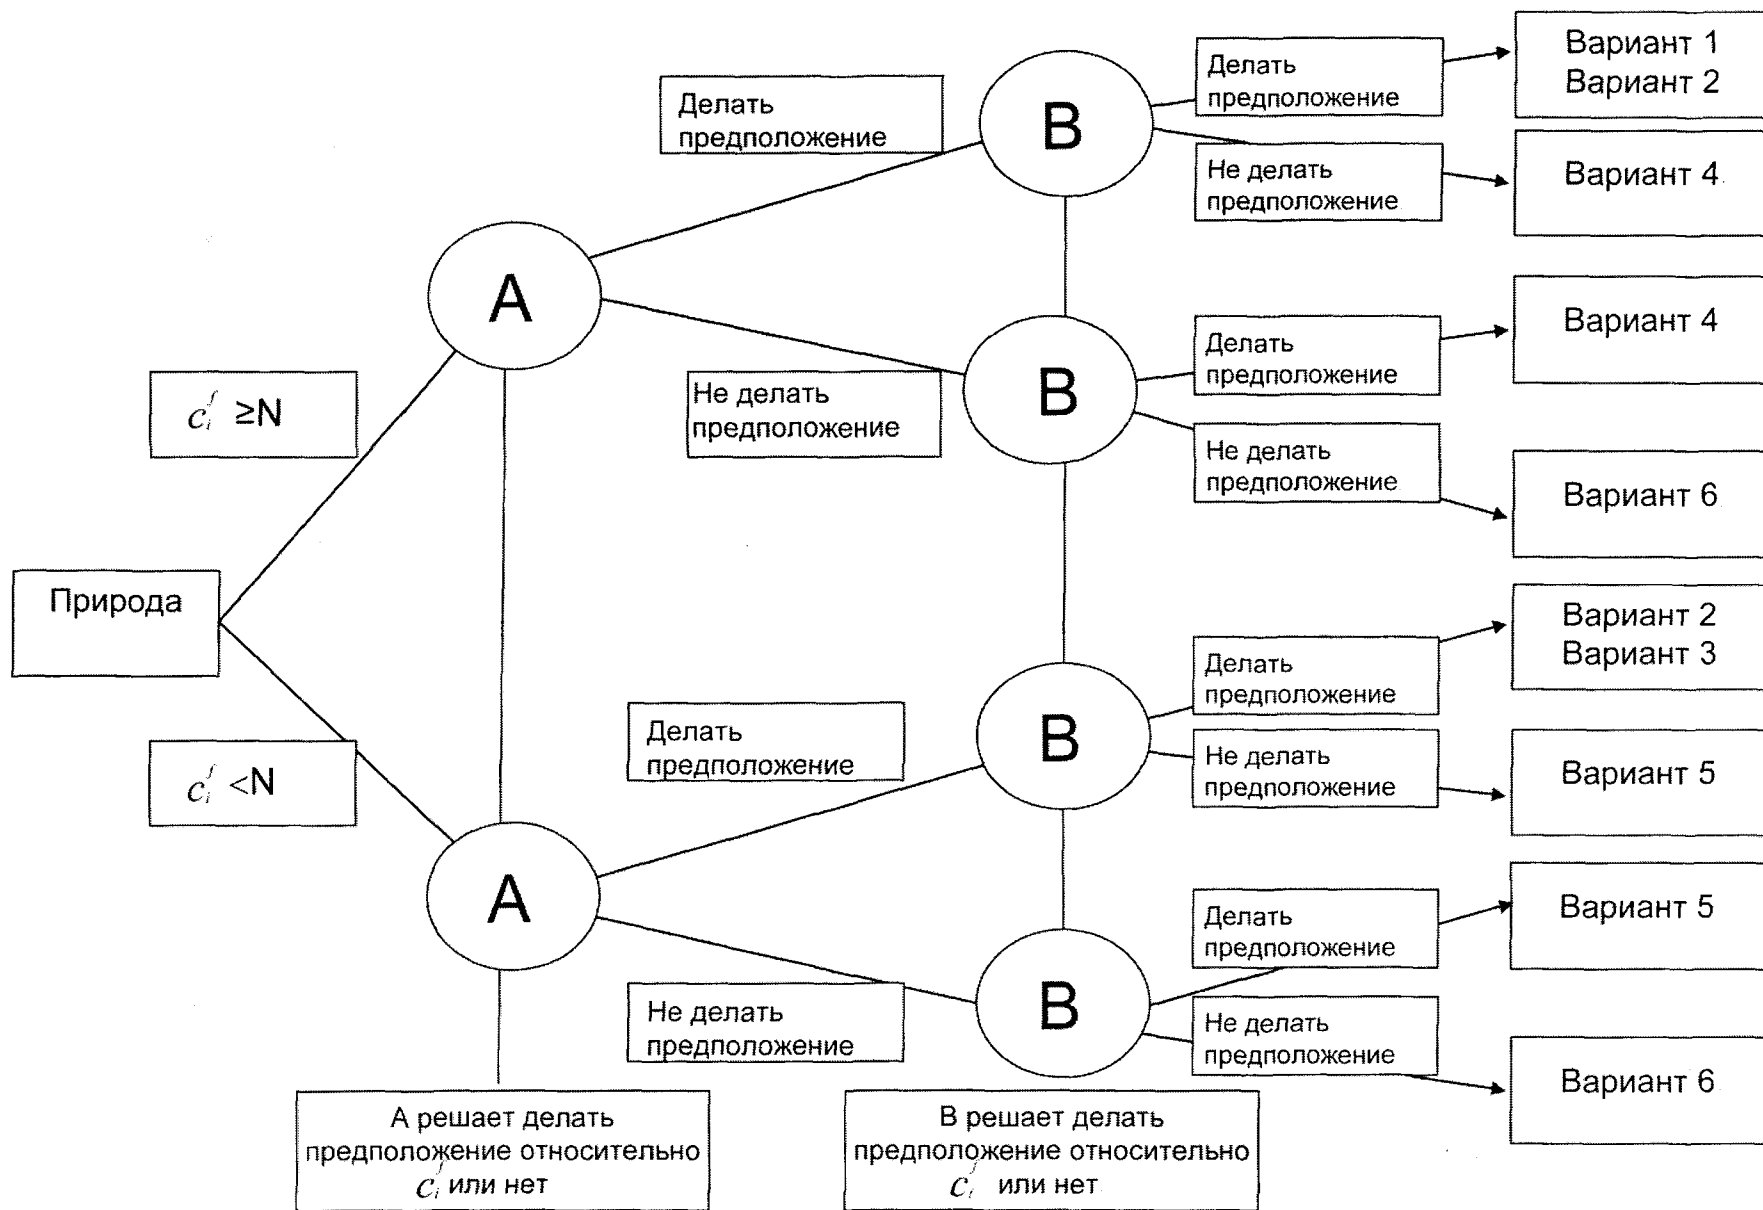 Природа
c_i^j ≥N
c_i^j <N
A
A
Делать
предположение
Не делать
предположение
Делать
предположение
Не делать
предположение
B
B
B
B
Делать
предположение
Не делать
предположение
Делать
предположение
Не делать
предположение
Делать
предположение
Не делать
предположение
Делать
предположение
Не делать
предположение
Вариант 1
Вариант 2
Вариант 4
Вариант 4
Вариант 6
Вариант 2
Вариант 3
Вариант 5
Вариант 5
Вариант 6
А решает делать
предположение относительно
c_i^j или нет
В решает делать
предположение относительно
c_i^j или нет